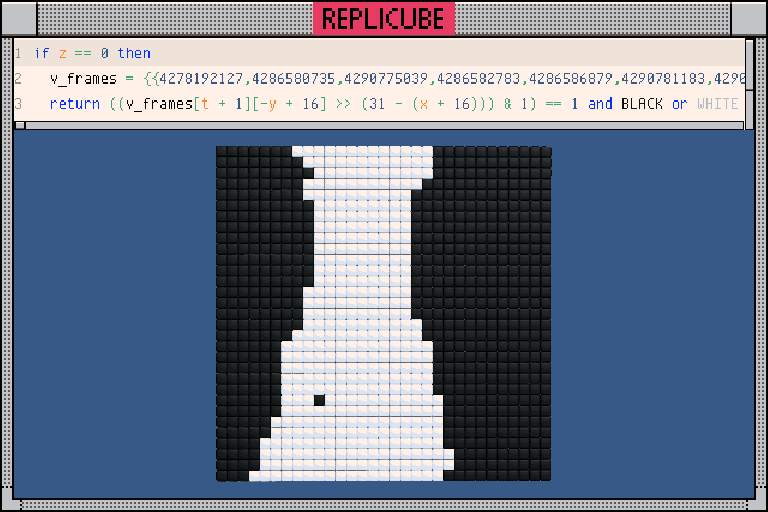 REPLICUBE
1 if z == 0 then
2 v_frames = {{4278192127,4286580735,4290775039,4286582783,4286586879,4290781183,4290
3 return ((v_frames[t + 1][-y + 16] >> (31 - (x + 16))) & 1) == 1 and BLACK or WHITE